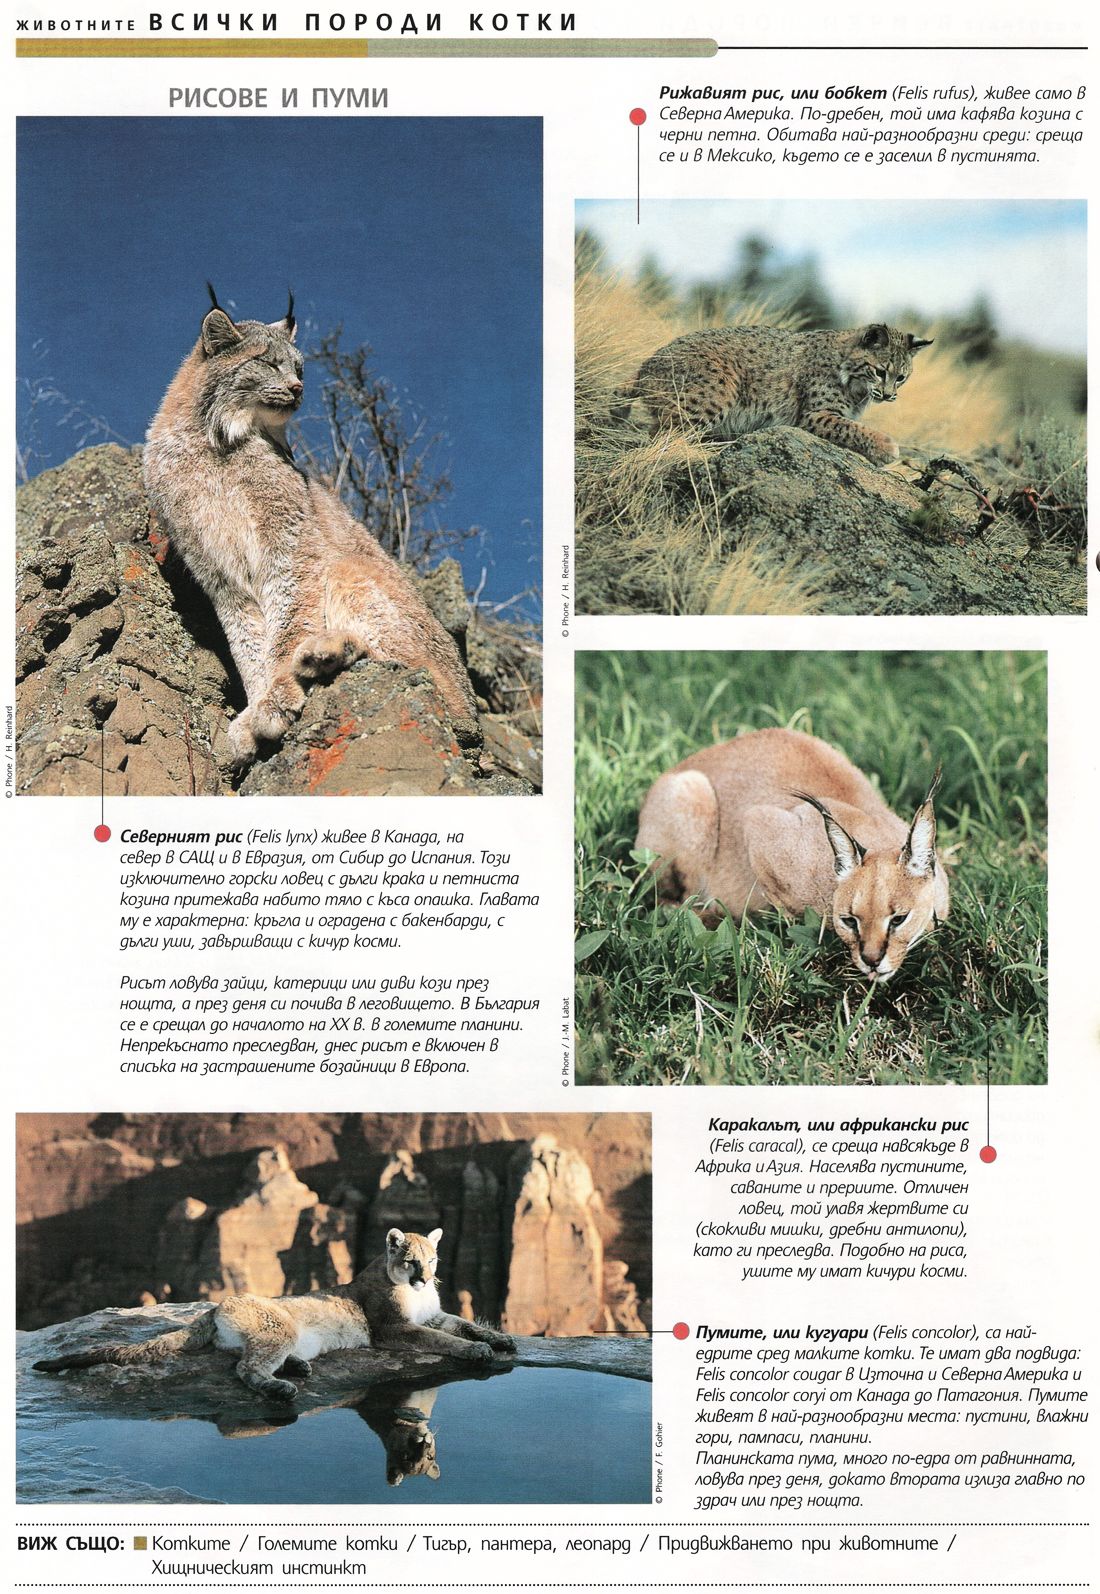 ЖИВОТНИТЕ ВСИЧКИ ПОРОДИ КОТКИ
РИСОВЕ И ПУМИ
Рижавият рис, или бобкет (Felis rufus), живее само в
Северна Америка. По-дребен, той има кафява козина с
черни петна. Обитава най-разнообразни среди: среща
се и в Мексико, където се е заселил в пустинята.
© Phone / H. Reinhard
© Phone / H. Reinhard
Северният рис (Felis lynx) живее в Канада, на
север в САЩ и в Евразия, от Сибир до Испания. Този
изключително горски ловец с дълги крака и петниста
козина притежава набито тяло с къса опашка. Главата
му е характерна: кръгла и оградена с бакенбарди, с
дълги уши, завършващи с кичур косми.
Рисът ловува зайци, катерици или диви кози през
нощта, а през деня си почива в леговището. В България
се е срещал до началото на XX в. в големите планини.
Непрекъснато преследван, днес рисът е включен в
списъка на застрашените бозайници в Европа.
© Phone / J.-M. Labat
Каракалът, или африкански рис
(Felis caracal), се среща навсякъде в
Африка и Азия. Населява пустините,
саваните и прериите. Отличен
ловец, той улавя жертвите си
(скокливи мишки, дребни антилопи),
като ги преследва. Подобно на риса,
ушите му имат кичури косми.
© Phone / F. Gohier
Пумите, или кугуари (Felis concolor), са най-
едрите сред малките котки. Те имат два подвида:
Felis concolor cougar в Източна и Северна Америка и
Felis concolor coryi от Канада до Патагония. Пумите
живеят в най-разнообразни места: пустини, влажни
гори, пампаси, планини.
Планинската пума, много по-едра от равнинната,
ловува през деня, докато втората излиза главно по
здрач или през нощта.
ВИЖ СЪЩО: Котките / Големите котки / Тигър, пантера, леопард / Придвижването при животните /
Хищническият инстинкт